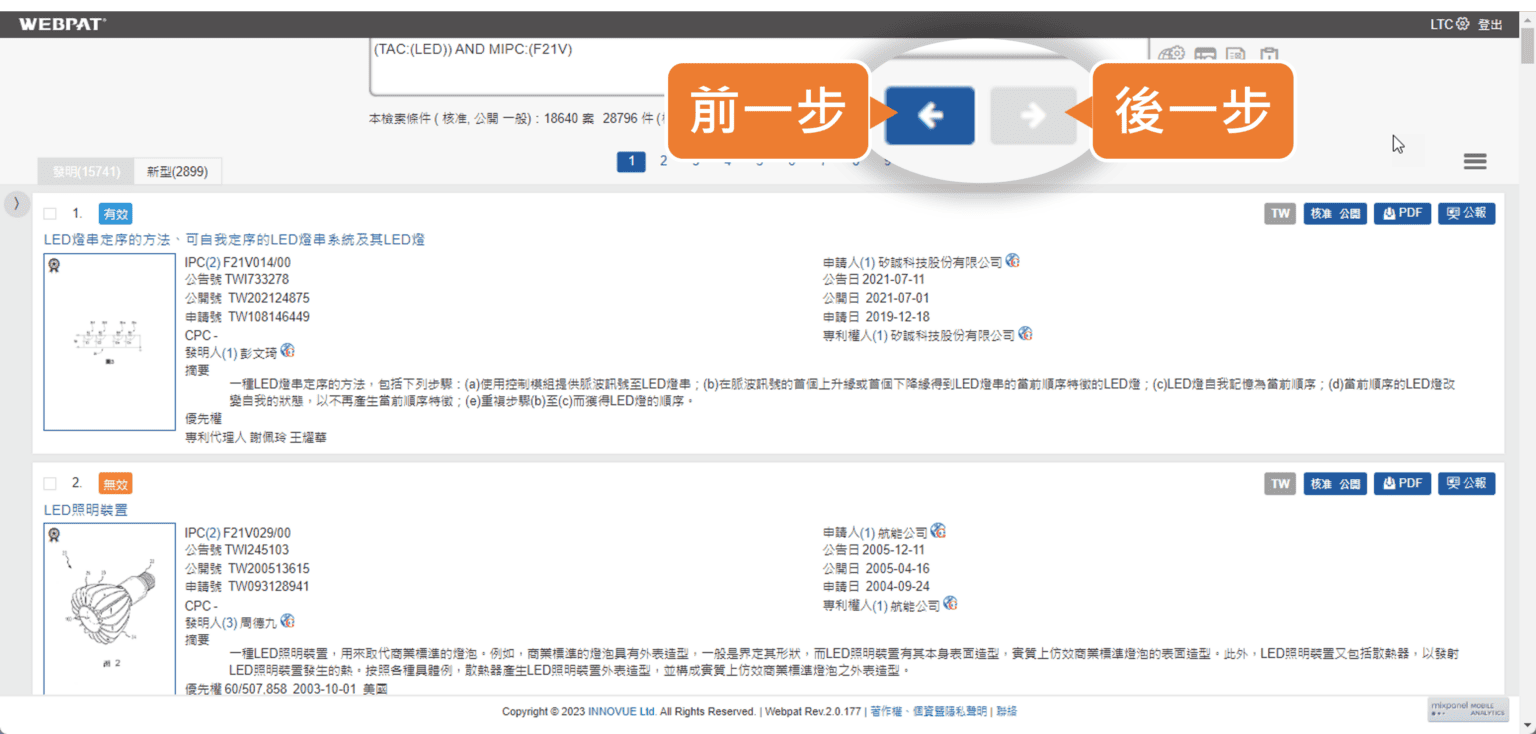 WEBPAT
LTC 登出
(TAC:(LED)) AND MIPC:(F21V)
前一步
後一步
本檢索條件 ( 核准, 公開 一般) : 18640 案 28796 件
1 2
發明(15741) 新型(2899)
1. 有效
TW 核准 公開 PDF 公報
LED燈串定序的方法、可自我定序的LED燈串系統及其LED燈
IPC(2) F21V014/00
公告號 TWI733278
公開號 TW202124875
申請號 TW108146449
CPC -
發明人(1) 彭文琦
申請人(1) 矽誠科技股份有限公司
公告日 2021-07-11
公開日 2021-07-01
申請日 2019-12-18
專利權人(1) 矽誠科技股份有限公司
摘要
一種LED燈串定序的方法，包括下列步驟：(a)使用控制模組提供脈波訊號至LED燈串；(b)在脈波訊號的首個上升緣或首個下降緣得到LED燈串的當前順序特徵的LED燈；(c)LED燈自我記憶為當前順序；(d)當前順序的LED燈改
變自我的狀態，以不再產生當前順序特徵；(e)重複步驟(b)至(c)而獲得LED燈的順序。
優先權
專利代理人 謝佩玲 王耀華
2. 無效
TW 核准 公開 PDF 公報
LED照明裝置
IPC(2) F21V029/00
公告號 TWI245103
公開號 TW200513615
申請號 TW093128941
CPC -
發明人(3) 周德九
申請人(1) 航能公司
公告日 2005-12-11
公開日 2005-04-16
申請日 2004-09-24
專利權人(1) 航能公司
摘要
一種LED照明裝置，用來取代商業標準的燈泡。例如，商業標準的燈泡具有外表造型，一般是界定其形狀，而LED照明裝置有其本身表面造型，實質上仿效商業標準燈泡的表面造型。此外，LED照明裝置又包括散熱器，以發射
LED照明裝置發生的熱。按照各種具體例，散熱器產生LED照明裝置外表造型，並構成實質上仿效商業標準燈泡之外表造型。
優先權 60/507,858 2003-10-01 美國
Copyright © 2023 INNOVUE Ltd. All Rights Reserved. | Webpat Rev.2.0.177 | 著作權、個資暨隱私聲明 | 聯絡
mixpanel MOBILE
ANALYTICS